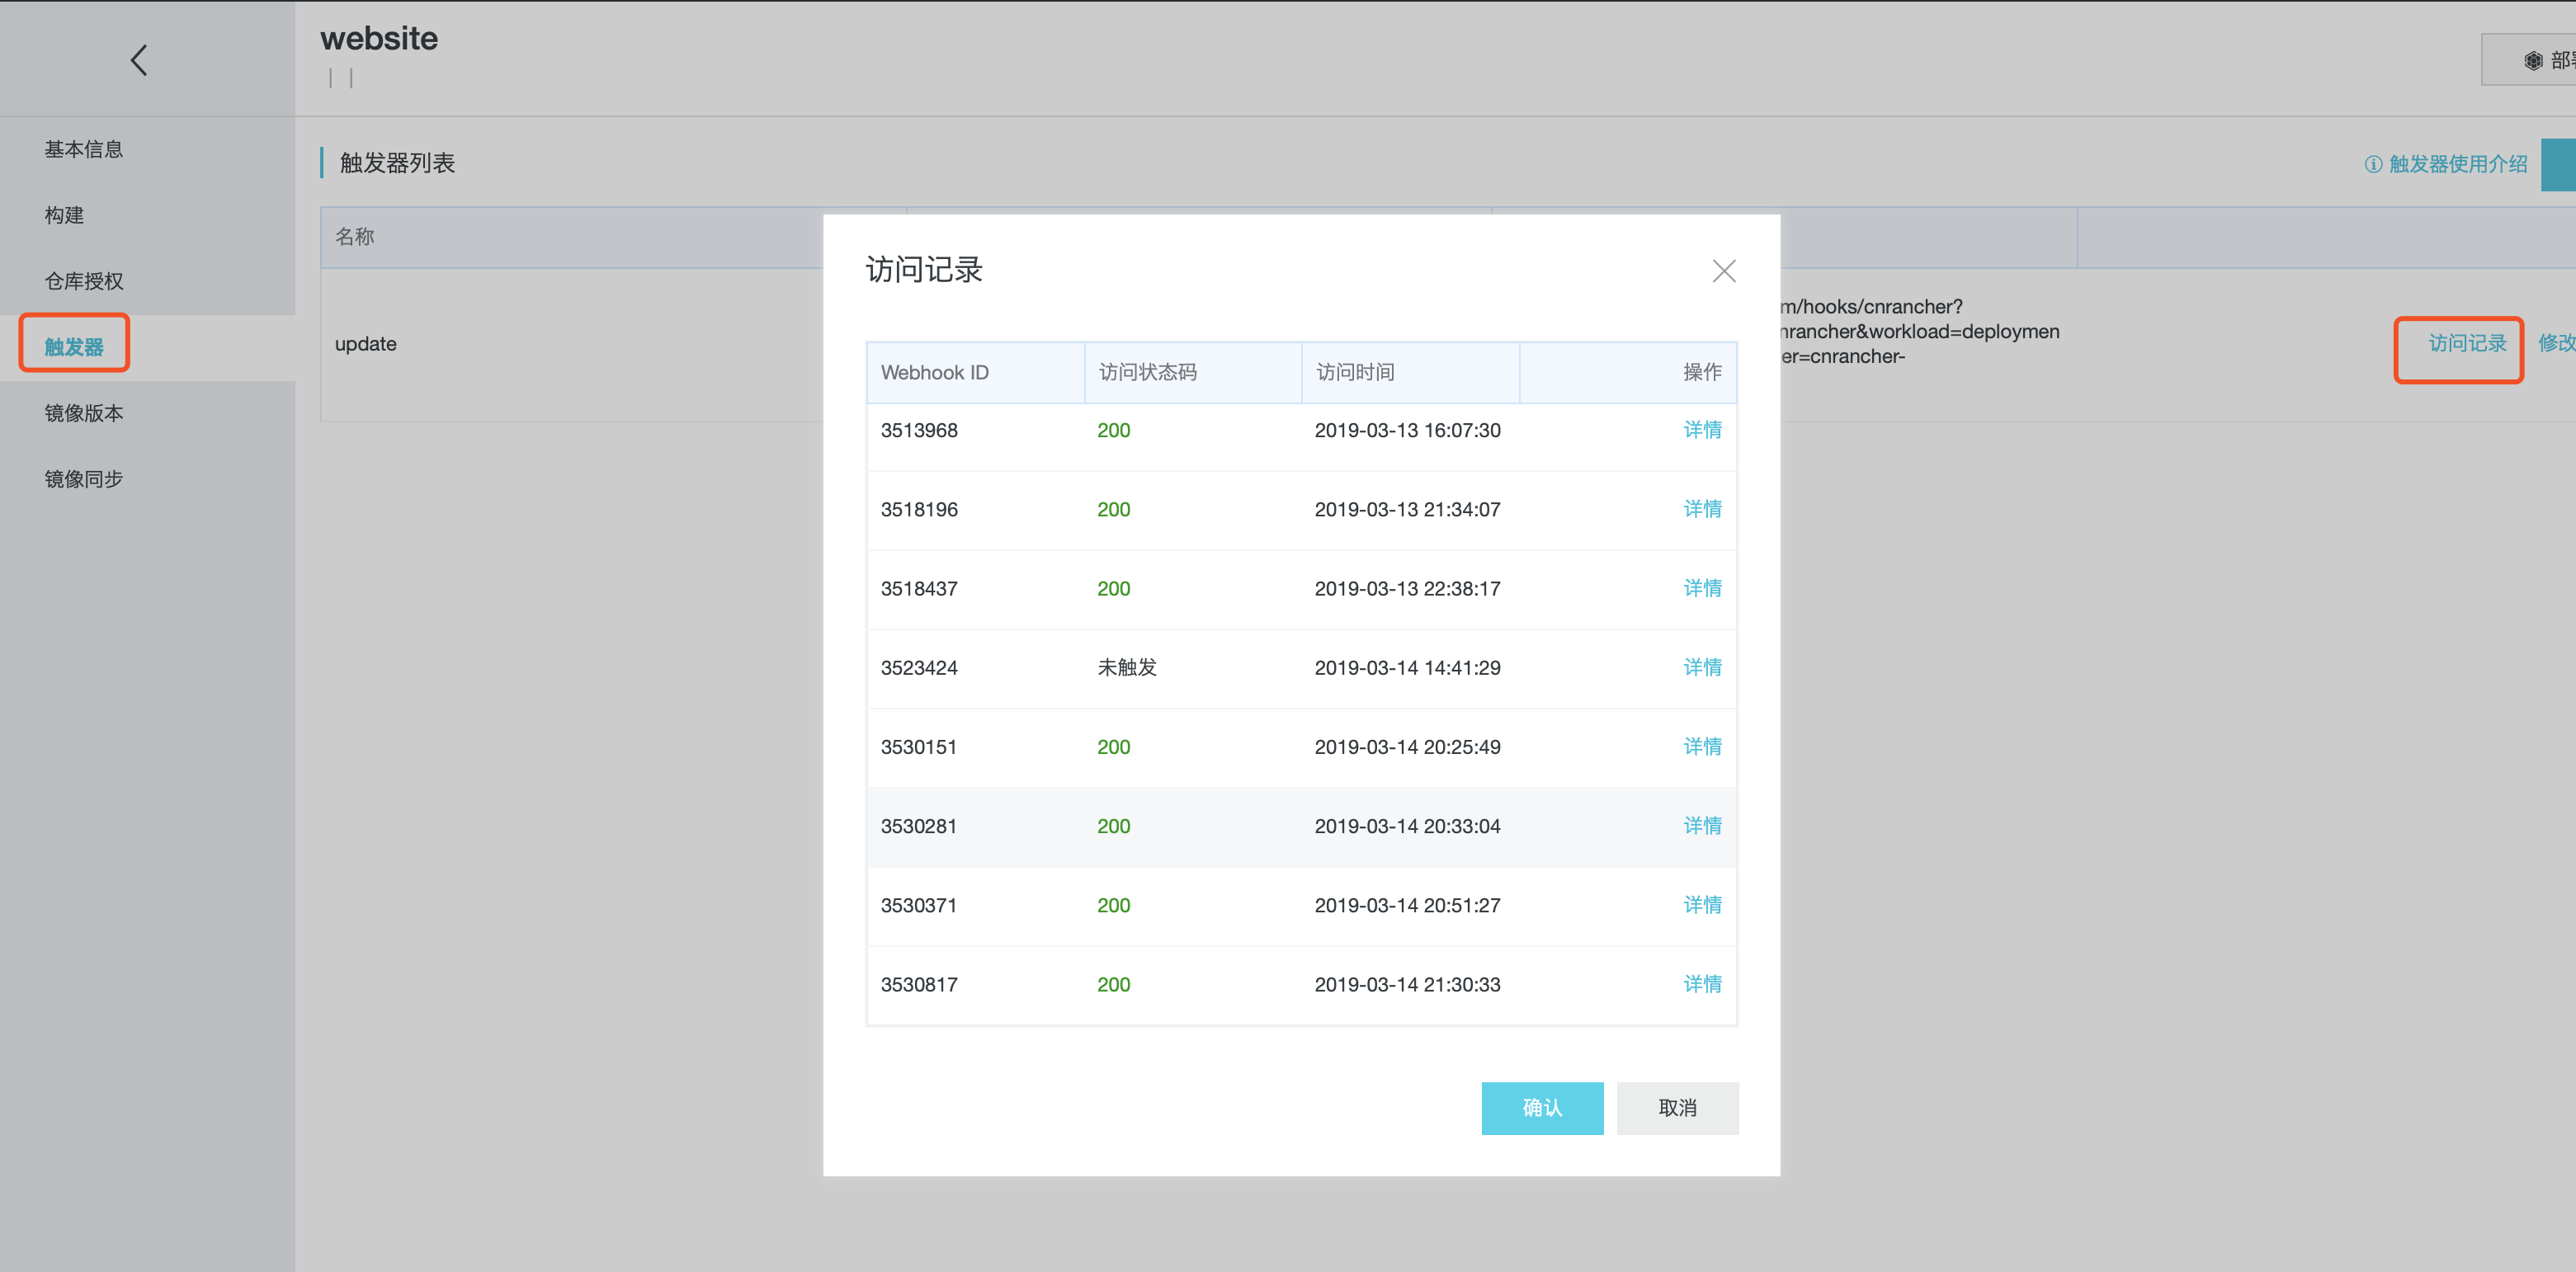 website
| |
基本信息
构建
仓库授权
触发器
镜像版本
镜像同步
触发器列表
触发器使用介绍
名称
update
m/hooks/cnrancher?
nrancher&workload=deploymen
er=cnrancher-
访问记录 修改
访问记录
Webhook ID 访问状态码 访问时间 操作
3513968 200 2019-03-13 16:07:30 详情
3518196 200 2019-03-13 21:34:07 详情
3518437 200 2019-03-13 22:38:17 详情
3523424 未触发 2019-03-14 14:41:29 详情
3530151 200 2019-03-14 20:25:49 详情
3530281 200 2019-03-14 20:33:04 详情
3530371 200 2019-03-14 20:51:27 详情
3530817 200 2019-03-14 21:30:33 详情
确认 取消